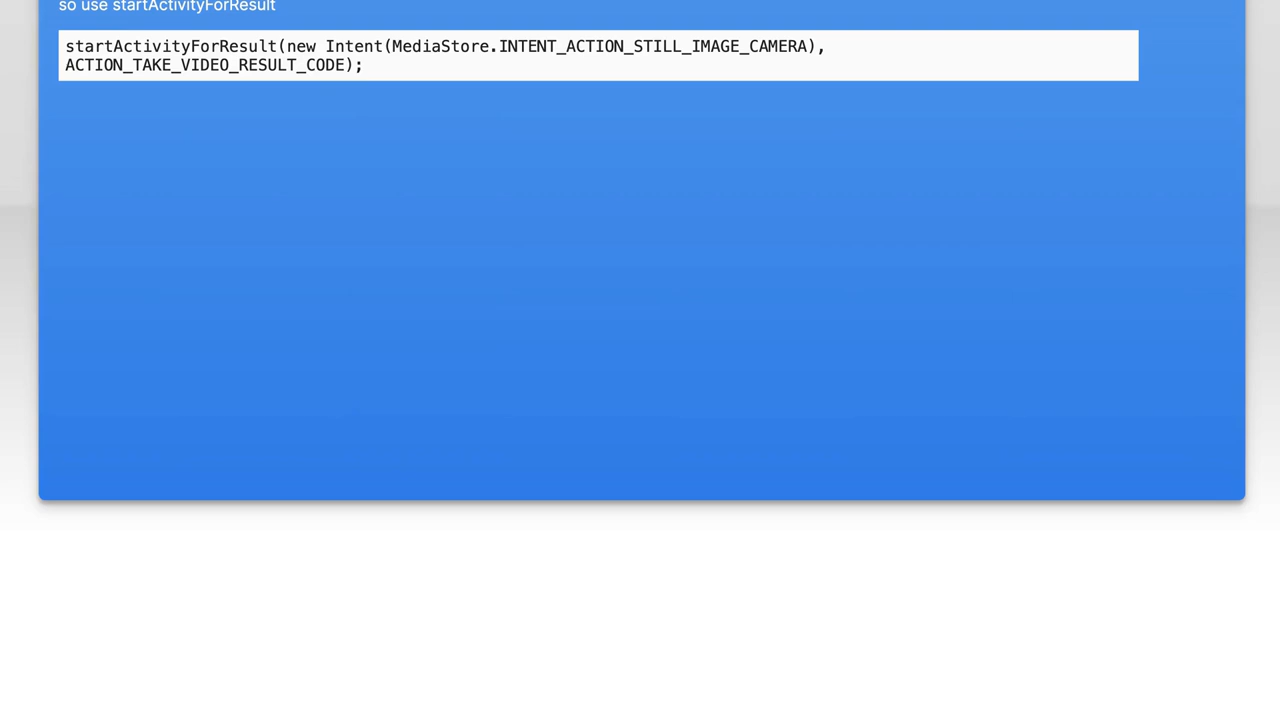 so use startActivityForResult
startActivityForResult(new Intent(MediaStore.INTENT_ACTION_STILL_IMAGE_CAMERA),
ACTION_TAKE_VIDEO_RESULT_CODE);